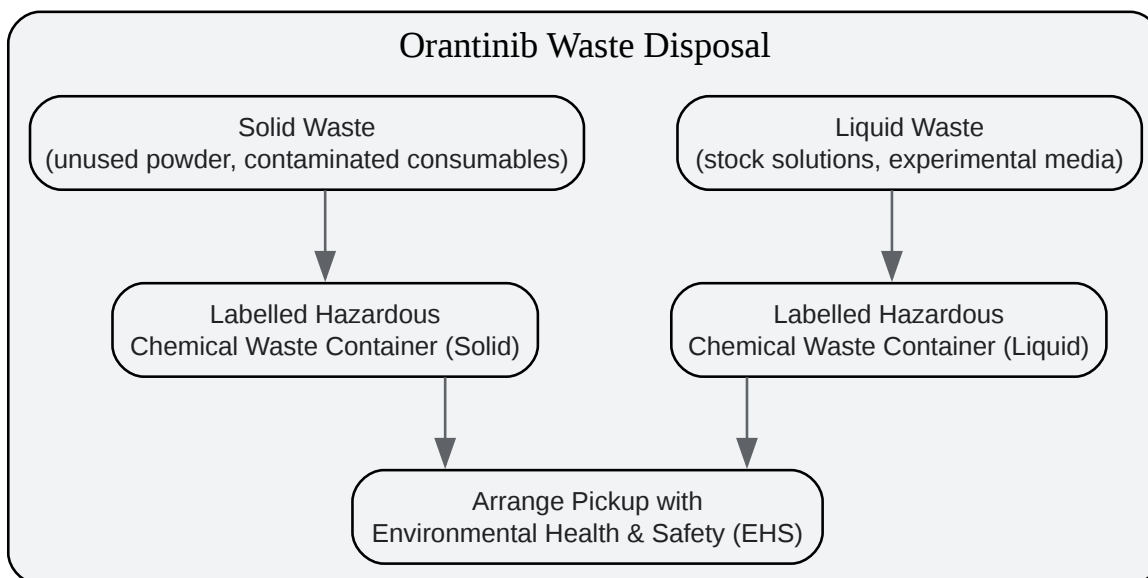 Orantinib Waste Disposal
Solid Waste
(unused powder, contaminated consumables)
Liquid Waste
(stock solutions, experimental media)
Labelled Hazardous
Chemical Waste Container (Solid)
Labelled Hazardous
Chemical Waste Container (Liquid)
Arrange Pickup with
Environmental Health & Safety (EHS)